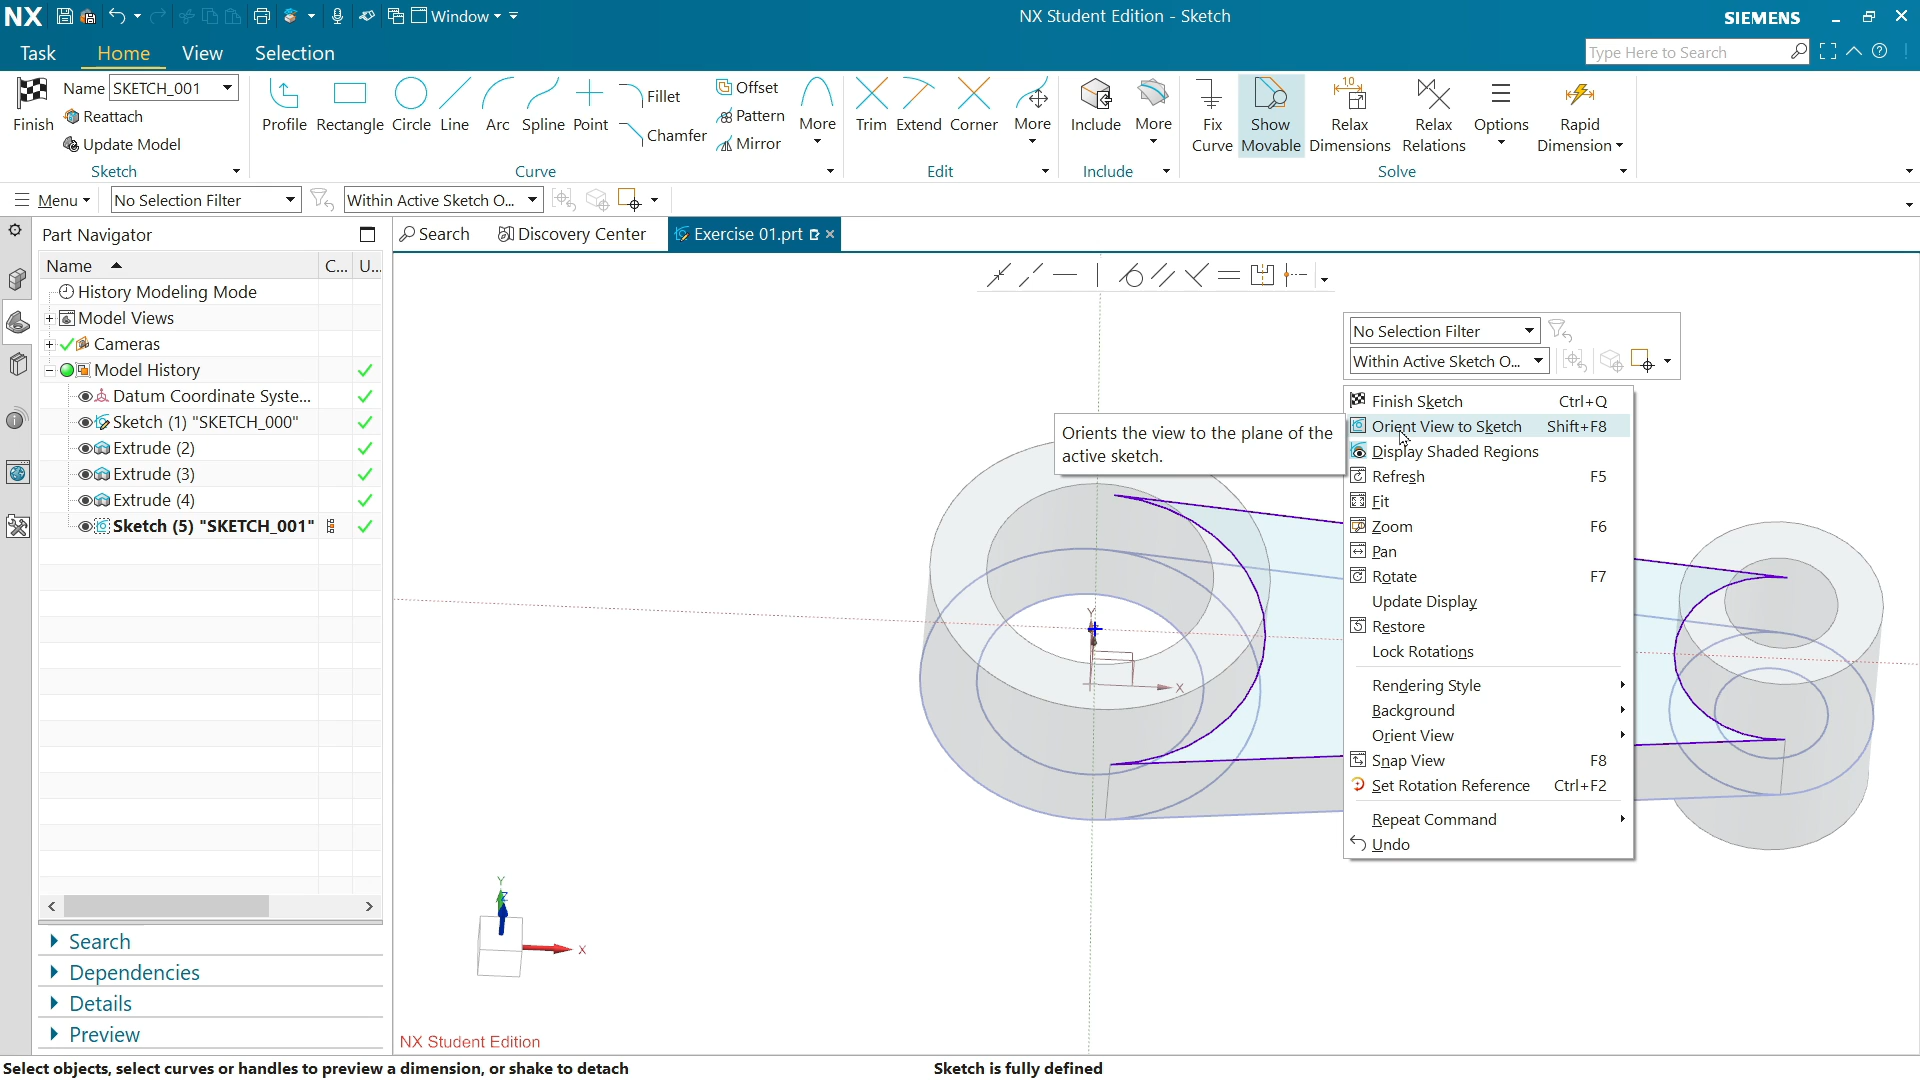 NX
Window
NX Student Edition - Sketch
SIEMENS
Task
Home
View
Selection
Type Here to Search
Finish
Name SKETCH_001
Reattach
Update Model
Sketch
Profile
Rectangle
Circle
Line
Arc
Spline
Point
Fillet
Chamfer
Offset
Pattern
Mirror
More
Curve
Trim
Extend
Corner
More
Edit
Include
More
Include
Fix Curve
Show Movable
Relax Dimensions
Relax Relations
Options
Rapid Dimension
Solve
Menu
No Selection Filter
Within Active Sketch O...
Part Navigator
Search
Discovery Center
Exercise 01.prt
Name
C...
U...
History Modeling Mode
Model Views
Cameras
Model History
Datum Coordinate Syste...
Sketch (1) "SKETCH_000"
Extrude (2)
Extrude (3)
Extrude (4)
Sketch (5) "SKETCH_001"
Search
Dependencies
Details
Preview
No Selection Filter
Within Active Sketch O...
Finish Sketch Ctrl+Q
Orient View to Sketch Shift+F8
Display Shaded Regions
Refresh F5
Fit
Zoom F6
Pan
Rotate F7
Update Display
Restore
Lock Rotations
Rendering Style
Background
Orient View
Snap View F8
Set Rotation Reference Ctrl+F2
Repeat Command
Undo
Orients the view to the plane of the
active sketch.
Y
X
Y
Z
X
NX Student Edition
Select objects, select curves or handles to preview a dimension, or shake to detach
Sketch is fully defined